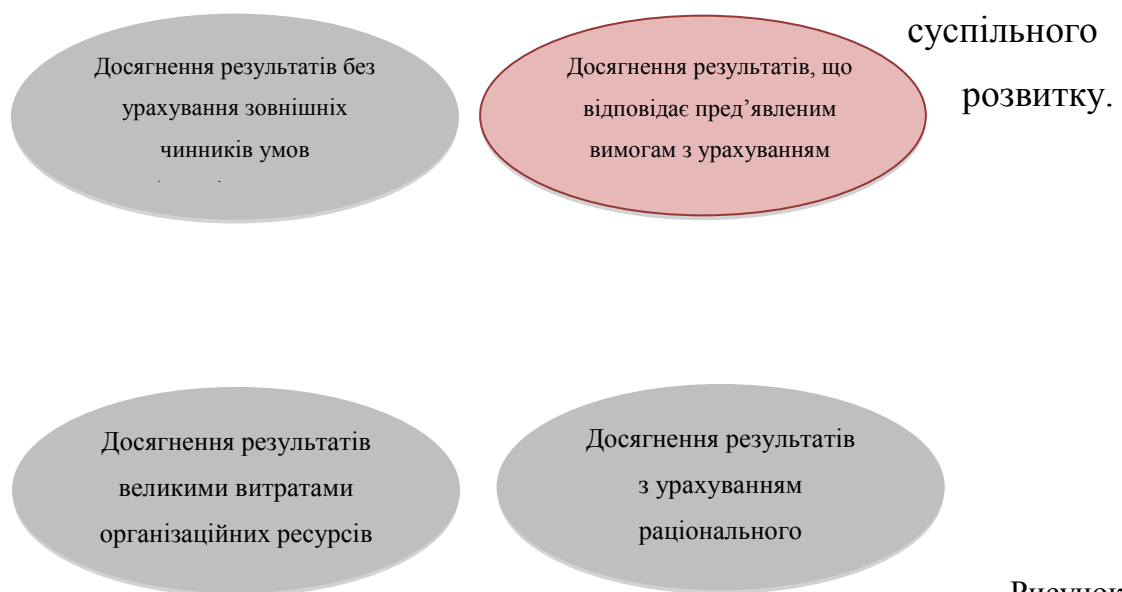 суспільного
розвитку.
Досягнення результатів без
урахування зовнішніх
чинників умов
Досягнення результатів, що
відповідає пред’явленим
вимогам з урахуванням
Досягнення результатів
великими витратами
організаційних ресурсів
Досягнення результатів
з урахуванням
раціонального
Рисунок